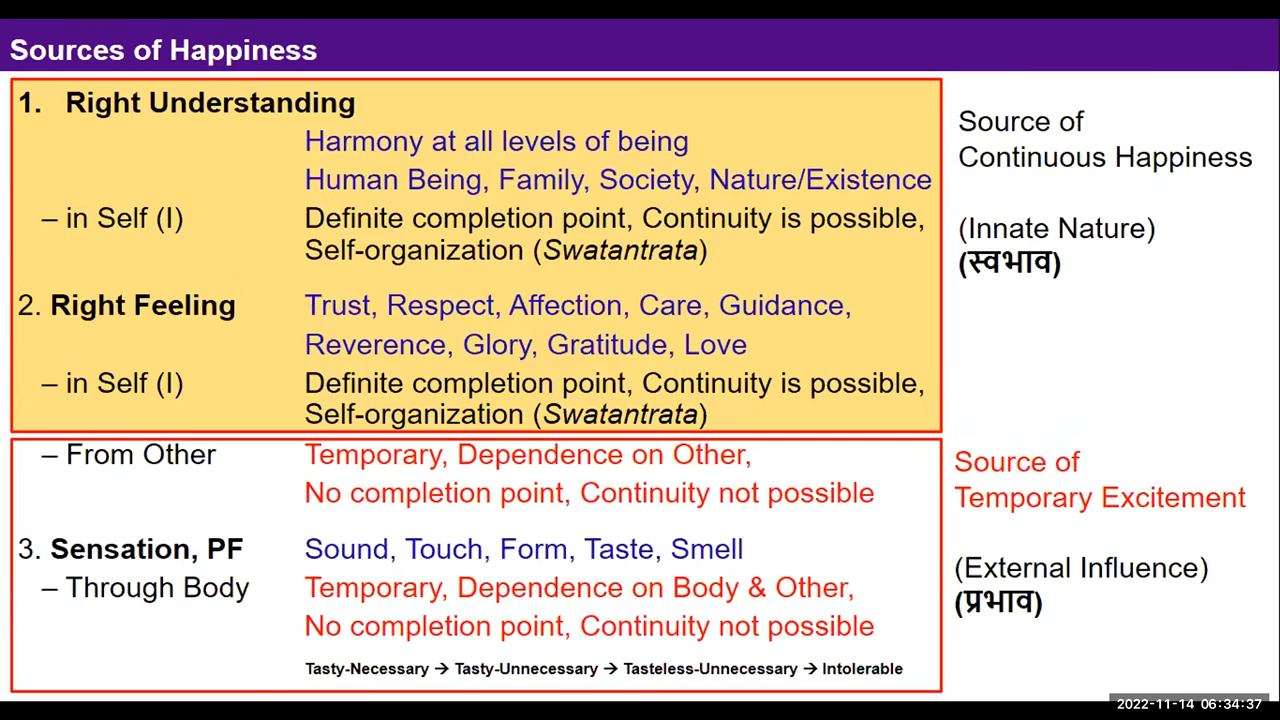 Sources of Happiness
1. Right Understanding
Harmony at all levels of being
Human Being, Family, Society, Nature/Existence
– in Self (I) Definite completion point, Continuity is possible,
Self-organization (Swatantrata)
2. Right Feeling Trust, Respect, Affection, Care, Guidance,
Reverence, Glory, Gratitude, Love
– in Self (I) Definite completion point, Continuity is possible,
Self-organization (Swatantrata)
Source of
Continuous Happiness
(Innate Nature)
(स्वभाव)
– From Other Temporary, Dependence on Other,
No completion point, Continuity not possible
3. Sensation, PF Sound, Touch, Form, Taste, Smell
– Through Body Temporary, Dependence on Body & Other,
No completion point, Continuity not possible
Tasty-Necessary → Tasty-Unnecessary → Tasteless-Unnecessary → Intolerable
Source of
Temporary Excitement
(External Influence)
(प्रभाव)
2022-11-14 06:34:37